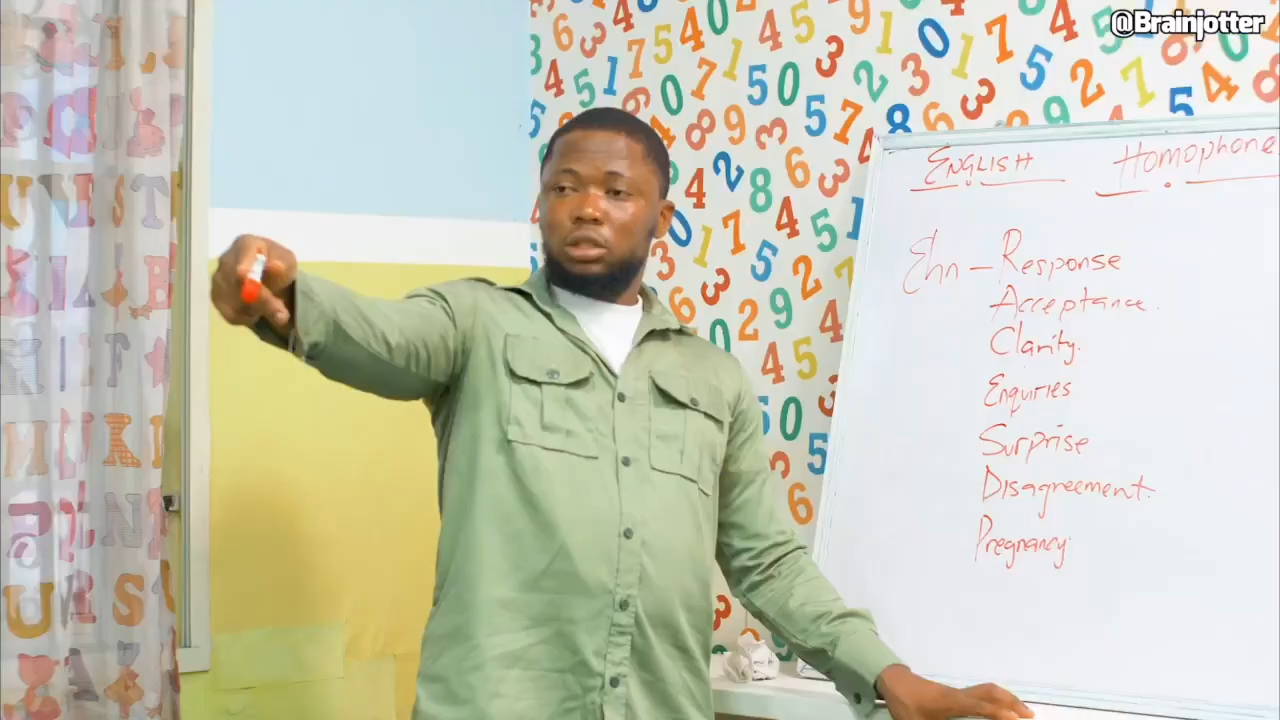 @Brainjotter
ENGLISH Homophone
Ehn – Response
Acceptance.
Clarity.
Enquiries
Surprise
Disagreement.
Pregnancy.